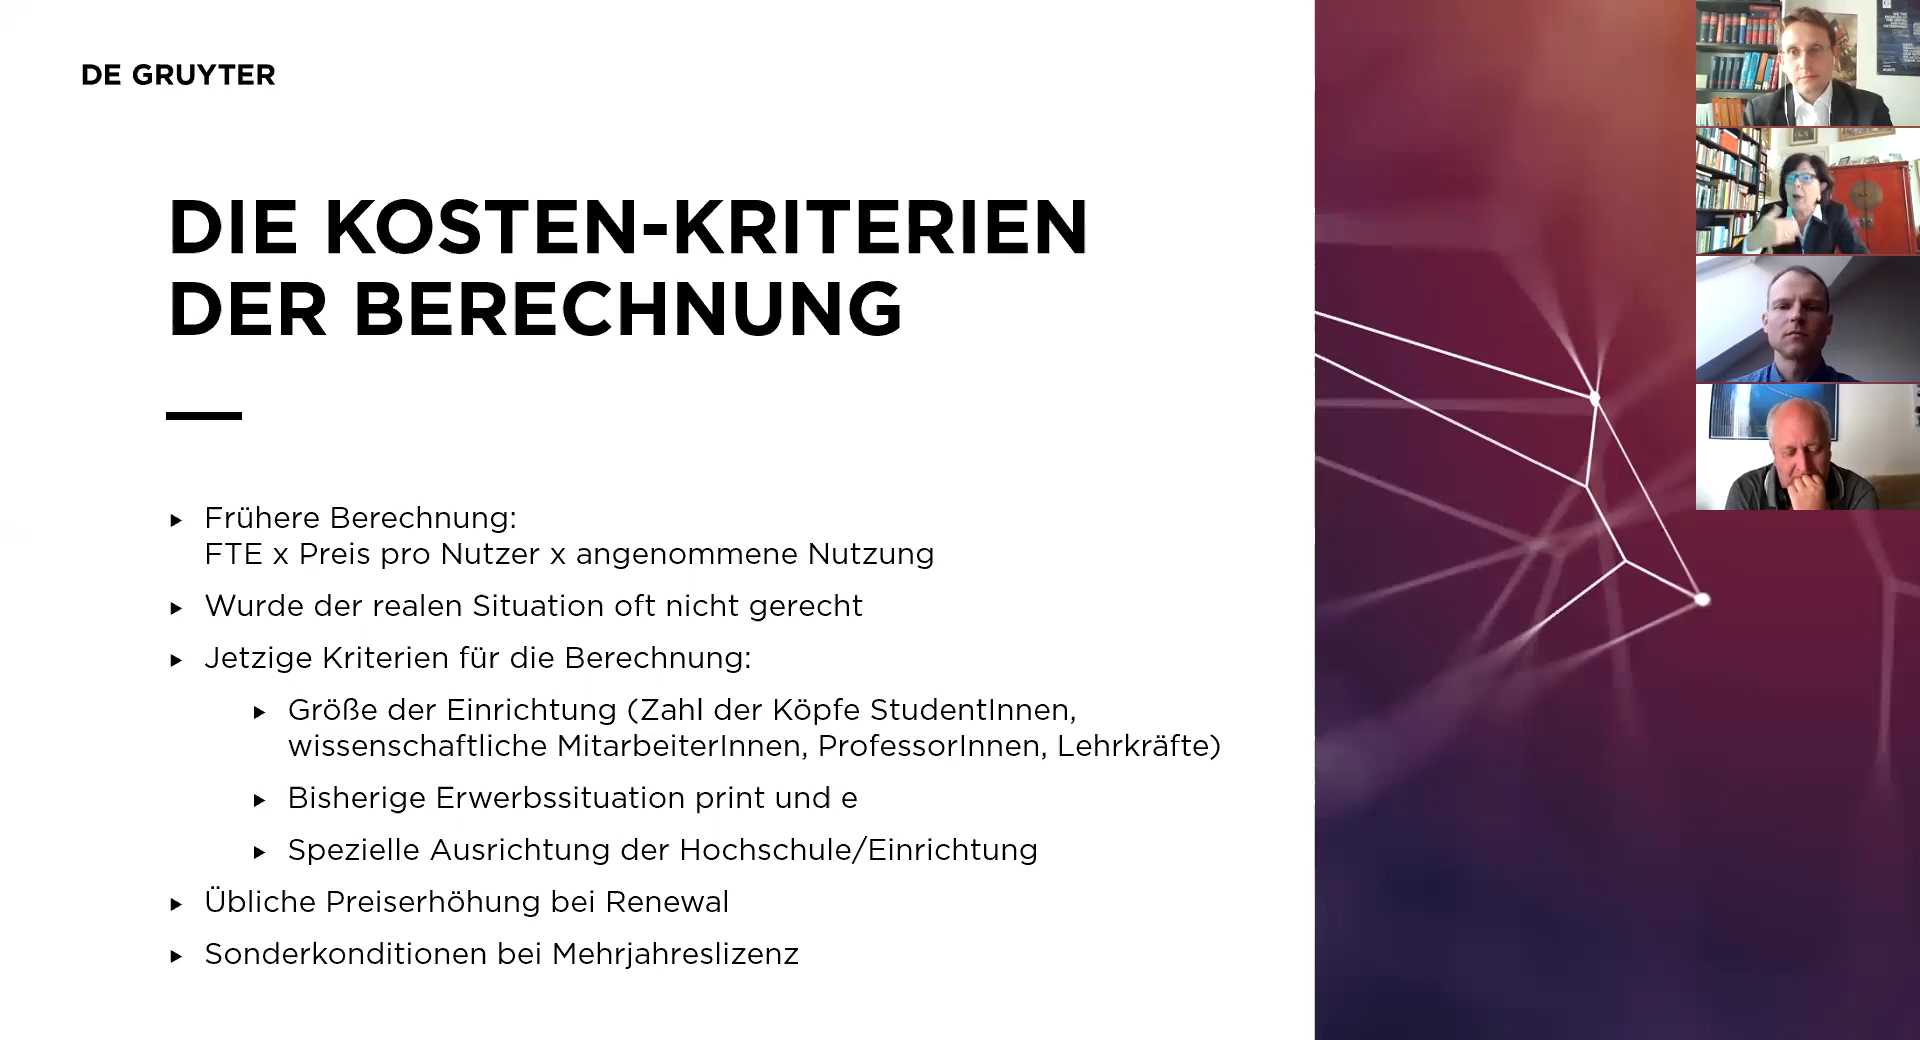 DE GRUYTER
DIE KOSTEN-KRITERIEN
DER BERECHNUNG
▸ Frühere Berechnung:
FTE x Preis pro Nutzer x angenommene Nutzung
▸ Wurde der realen Situation oft nicht gerecht
▸ Jetzige Kriterien für die Berechnung:
▸ Größe der Einrichtung (Zahl der Köpfe StudentInnen,
wissenschaftliche MitarbeiterInnen, ProfessorInnen, Lehrkräfte)
▸ Bisherige Erwerbssituation print und e
▸ Spezielle Ausrichtung der Hochschule/Einrichtung
▸ Übliche Preiserhöhung bei Renewal
▸ Sonderkonditionen bei Mehrjahreslizenz